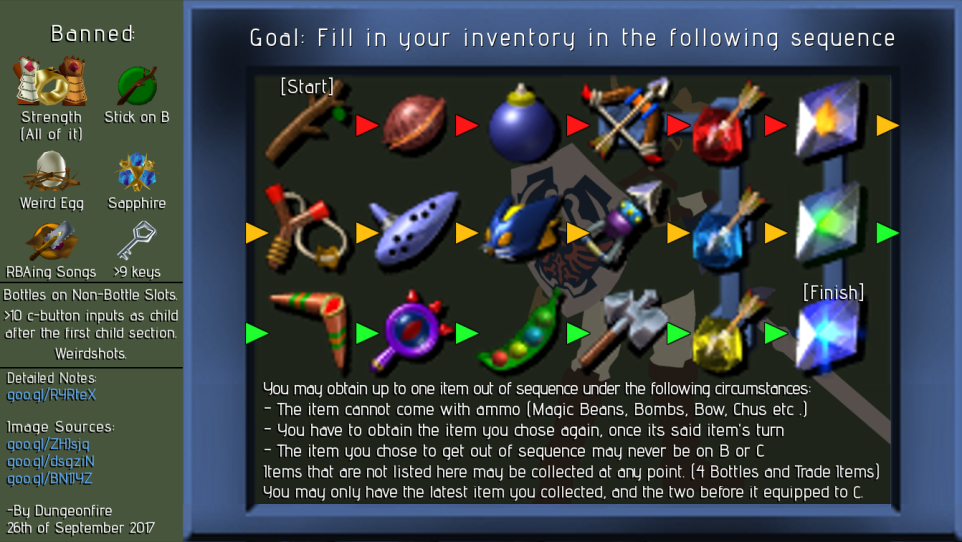 Banned:
Strength
(All of it)
Stick on B
Weird Egg
Sapphire
RBAing Songs
>9 keys
Bottles on Non-Bottle Slots.
>10 c-button inputs as child
after the first child section.
Weirdshots.
Detailed Notes:
goo.gl/R4RteX
Image Sources:
goo.gl/ZH1sjq
goo.gl/dsqziN
goo.gl/BN1J4Z
-By Dungeonfire
26th of September 2017
Goal: Fill in your inventory in the following sequence
[Start]
[Finish]
You may obtain up to one item out of sequence under the following circumstances:
- The item cannot come with ammo (Magic Beans, Bombs, Bow, Chus etc .)
- You have to obtain the item you chose again, once its said item's turn
- The item you chose to get out of sequence may never be on B or C
Items that are not listed here may be collected at any point. (4 Bottles and Trade Items)
You may only have the latest item you collected, and the two before it equipped to C.